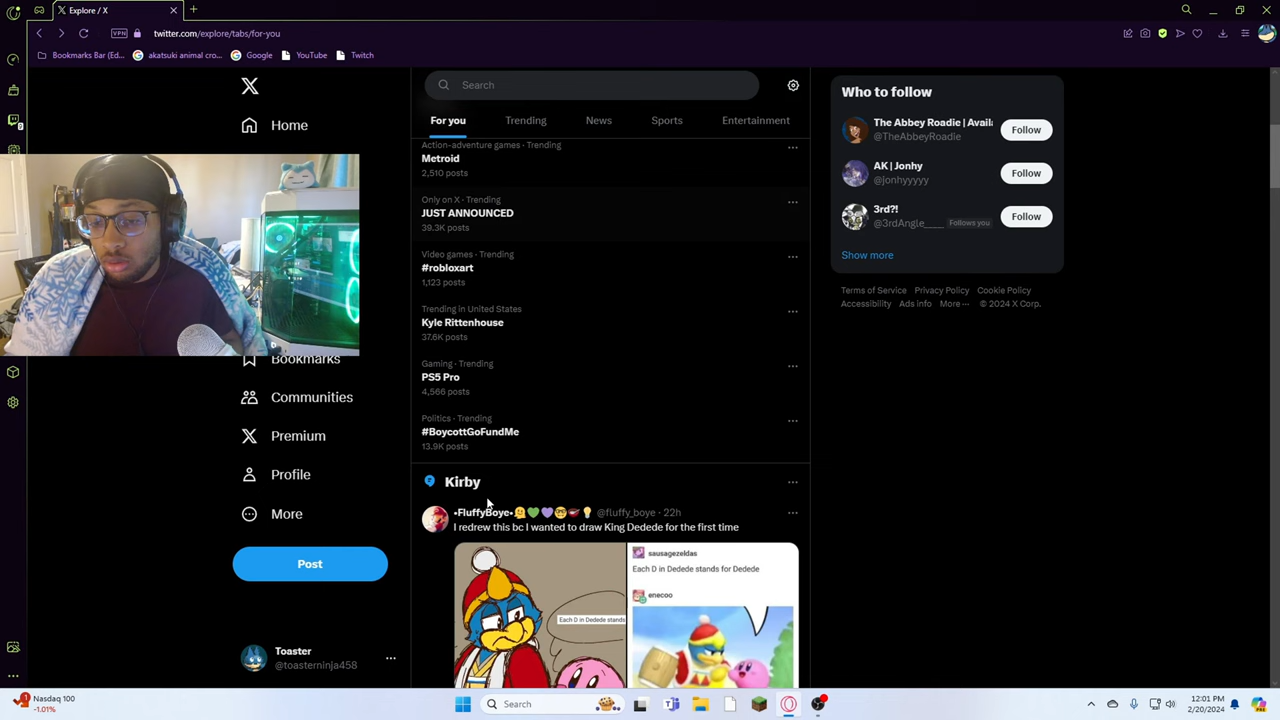 Explore / X
VPN
twitter.com/explore/tabs/for-you
Bookmarks Bar (Ed...
akatsuki animal cro...
Google
YouTube
Twitch
Home
Bookmarks
Communities
Premium
Profile
More
Post
Toaster
@toasterninja458
Search
For you
Trending
News
Sports
Entertainment
Action-adventure games · Trending
Metroid
2,510 posts
Only on X · Trending
JUST ANNOUNCED
39.3K posts
Video games · Trending
#robloxart
1,123 posts
Trending in United States
Kyle Rittenhouse
37.6K posts
Gaming · Trending
PS5 Pro
4,566 posts
Politics · Trending
#BoycottGoFundMe
13.9K posts
Kirby
•FluffyBoye• @fluffy_boye · 22h
I redrew this bc I wanted to draw King Dedede for the first time
Each D in Dedede stands
sausagezeldas
Each D in Dedede stands for Dedede
enecoo
Who to follow
The Abbey Roadie | Availa
@TheAbbeyRoadie
Follow
AK | Jonhy
@jonhyyyyy
Follow
3rd?!
@3rdAngle____ Follows you
Follow
Show more
Terms of Service Privacy Policy Cookie Policy
Accessibility Ads info More ··· © 2024 X Corp.
Nasdaq 100
-1.01%
Search
12:01 PM
2/20/2024